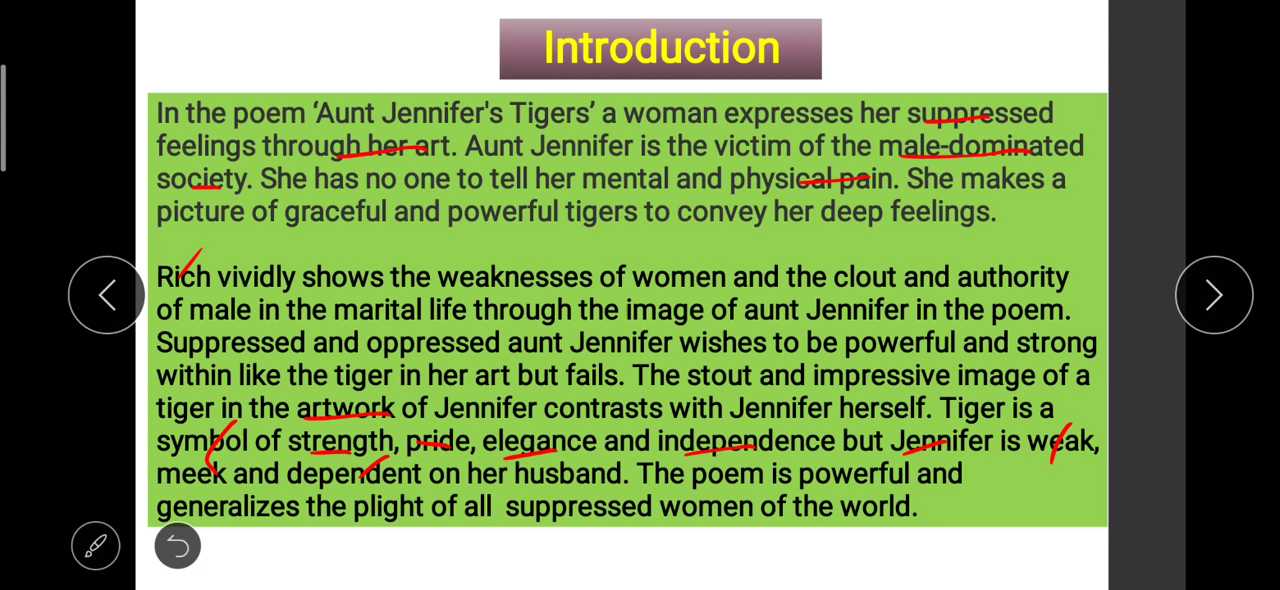 Introduction
In the poem ‘Aunt Jennifer's Tigers’ a woman expresses her suppressed
feelings through her art. Aunt Jennifer is the victim of the male-dominated
society. She has no one to tell her mental and physical pain. She makes a
picture of graceful and powerful tigers to convey her deep feelings.
Rich vividly shows the weaknesses of women and the clout and authority
of male in the marital life through the image of aunt Jennifer in the poem.
Suppressed and oppressed aunt Jennifer wishes to be powerful and strong
within like the tiger in her art but fails. The stout and impressive image of a
tiger in the artwork of Jennifer contrasts with Jennifer herself. Tiger is a
symbol of strength, pride, elegance and independence but Jennifer is weak,
meek and dependent on her husband. The poem is powerful and
generalizes the plight of all suppressed women of the world.